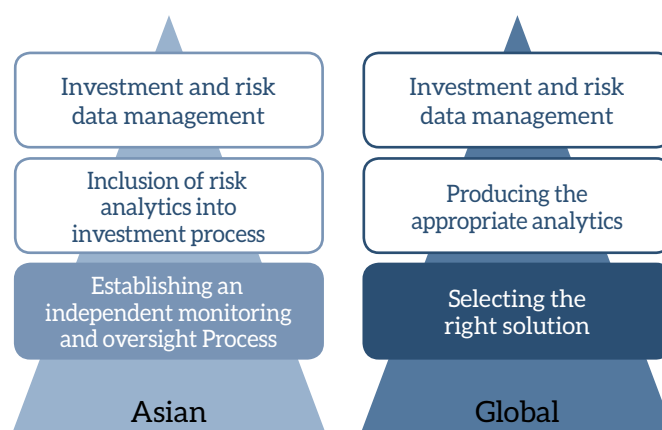 Investment and risk
data management
Inclusion of risk
analytics into
investment process
Establishing an
independent monitoring
and oversight Process
Asian
Investment and risk
data management
Producing the
appropriate analytics
Selecting the
right solution
Global